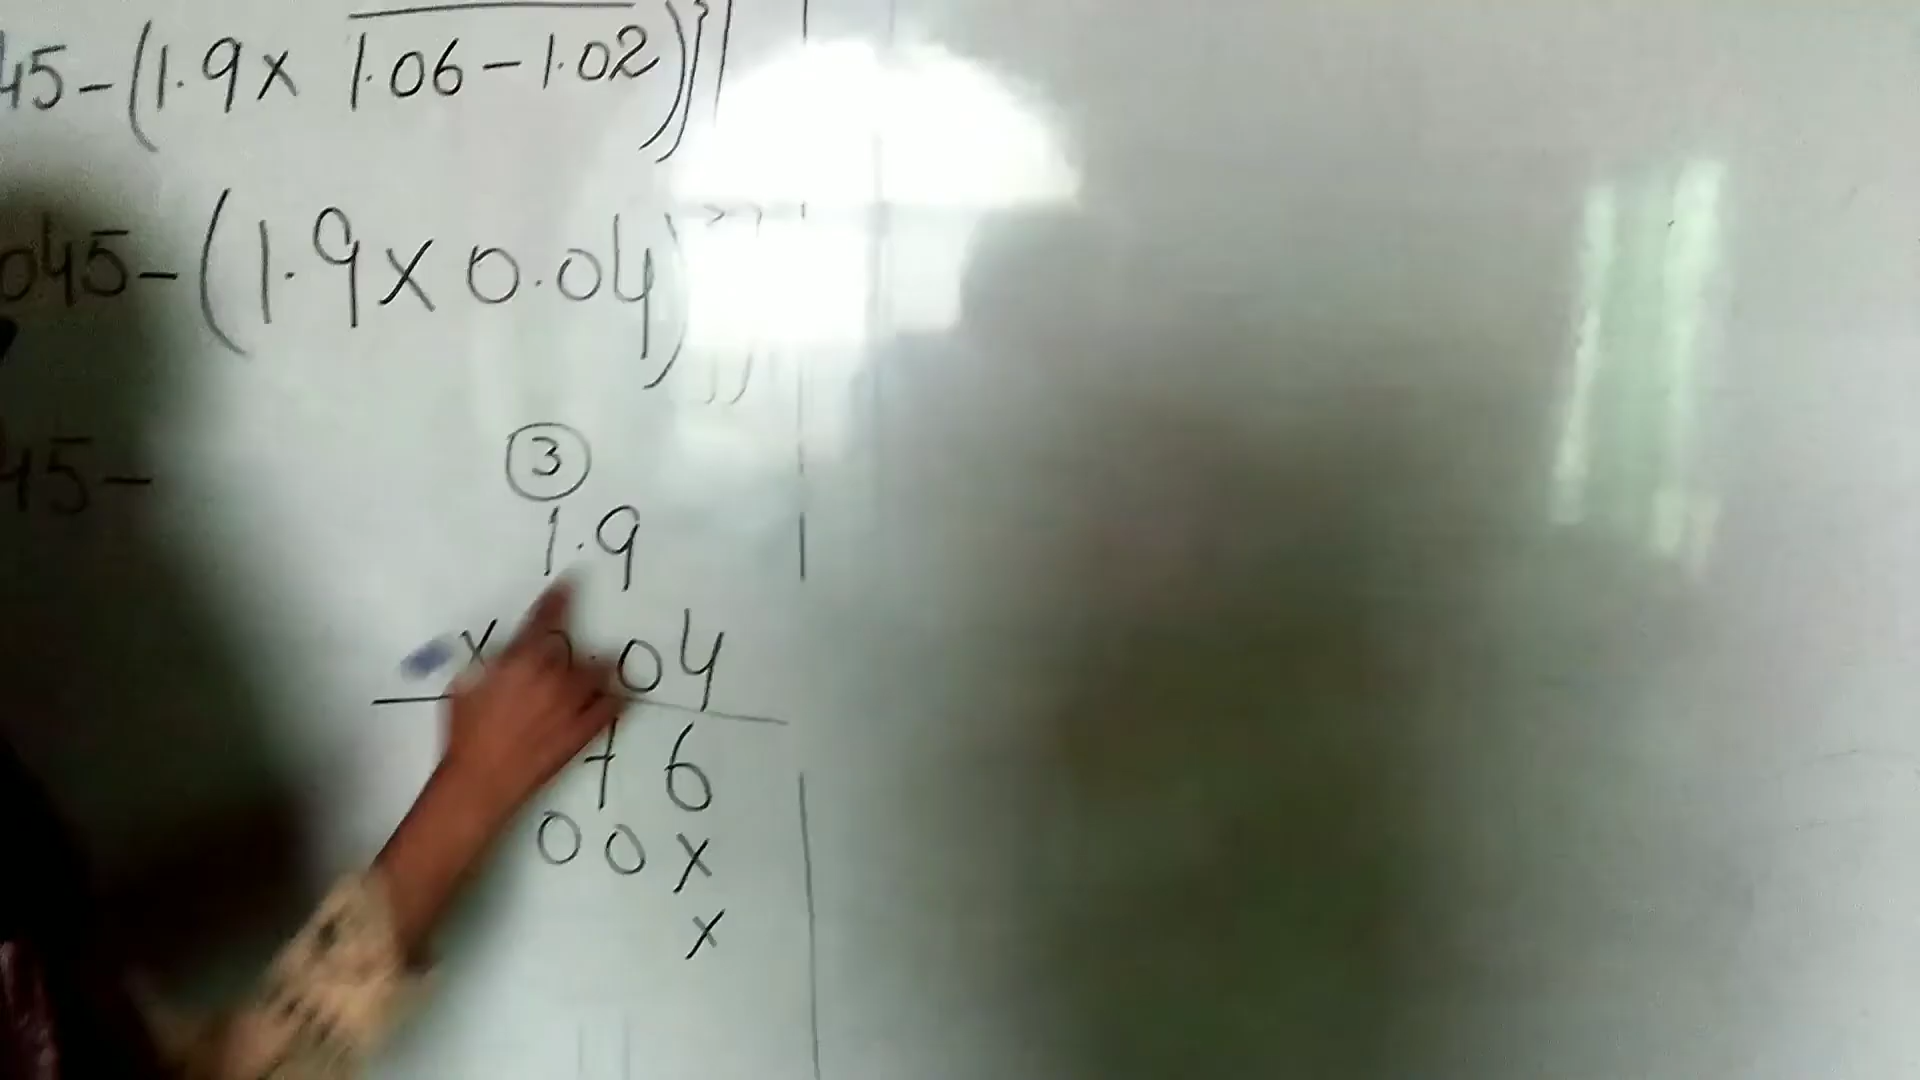 45-(1.9x 1.06-1.02)}]
045-(1.9x0.04)}]
45-
3
1.9
x 0.04
76
00x
x